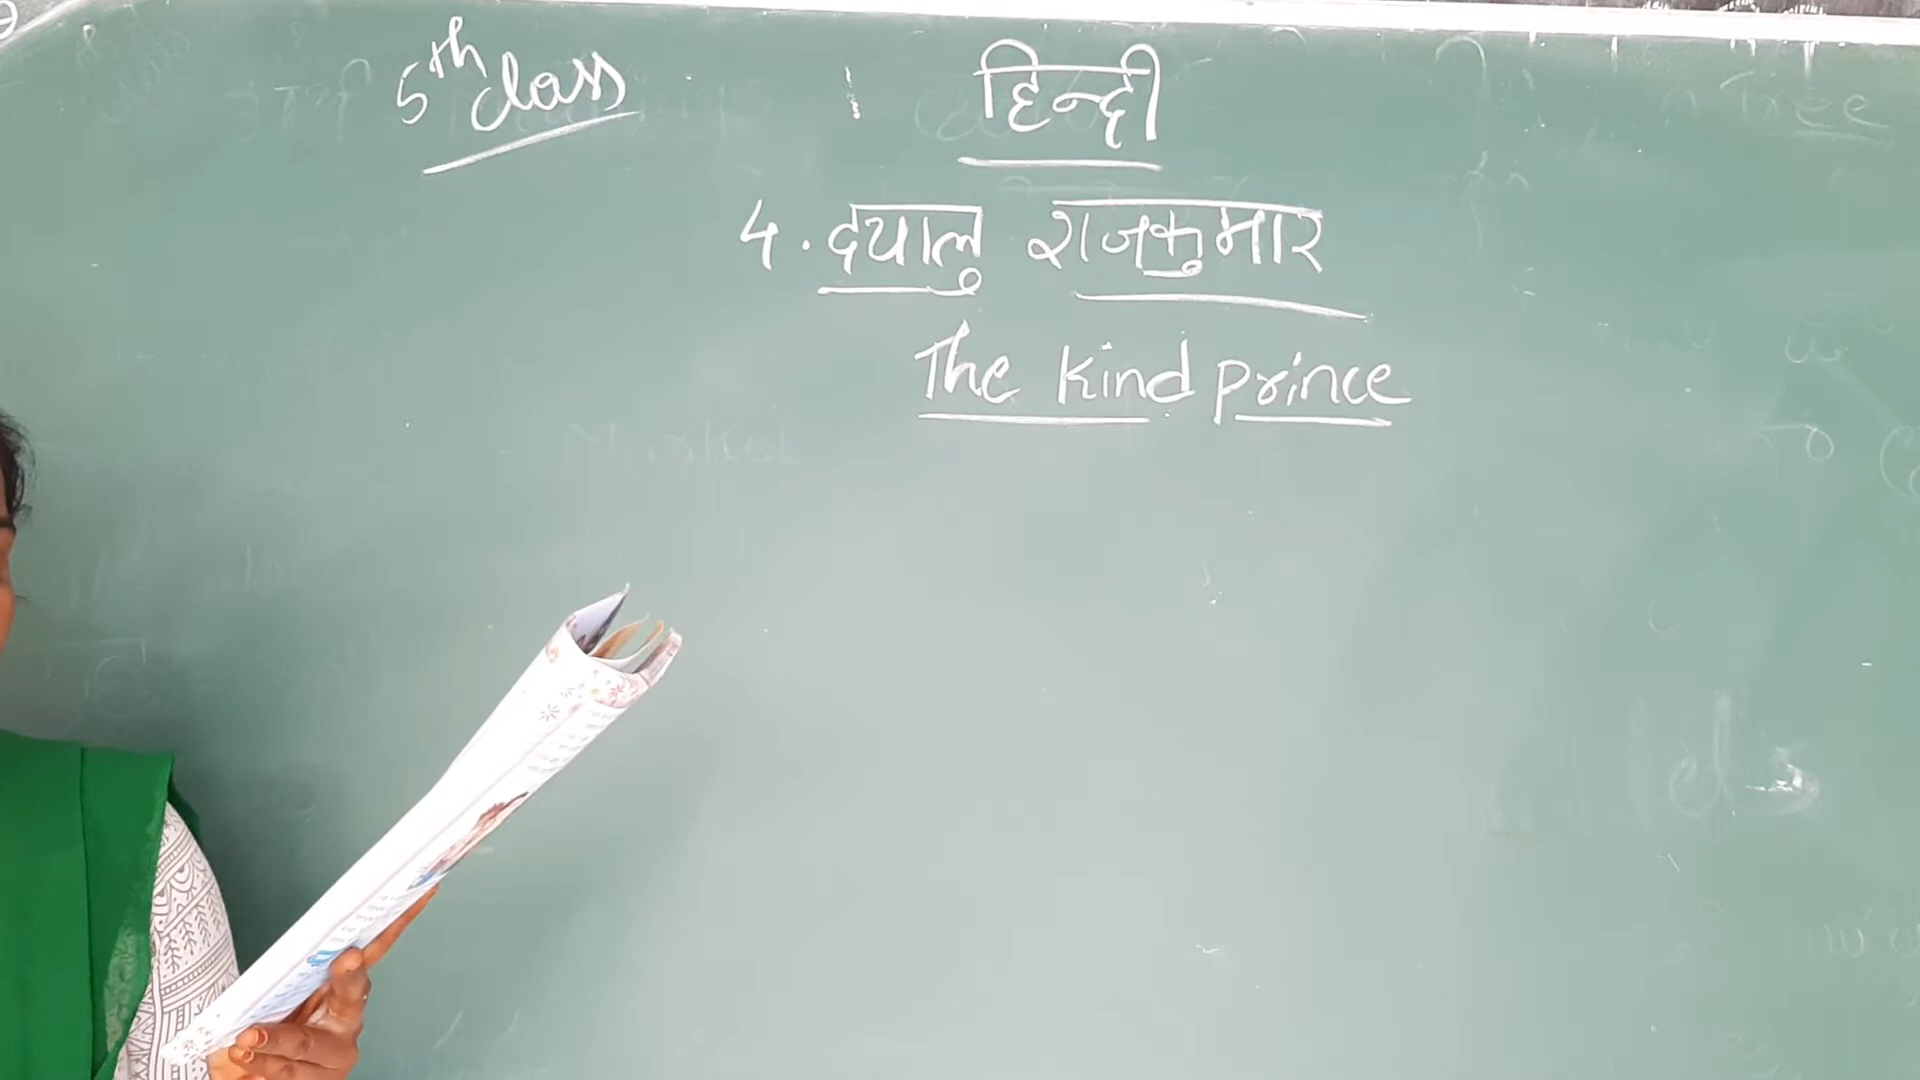 5th class हिन्दी
4. दयालु राजकुमार
The Kind prince